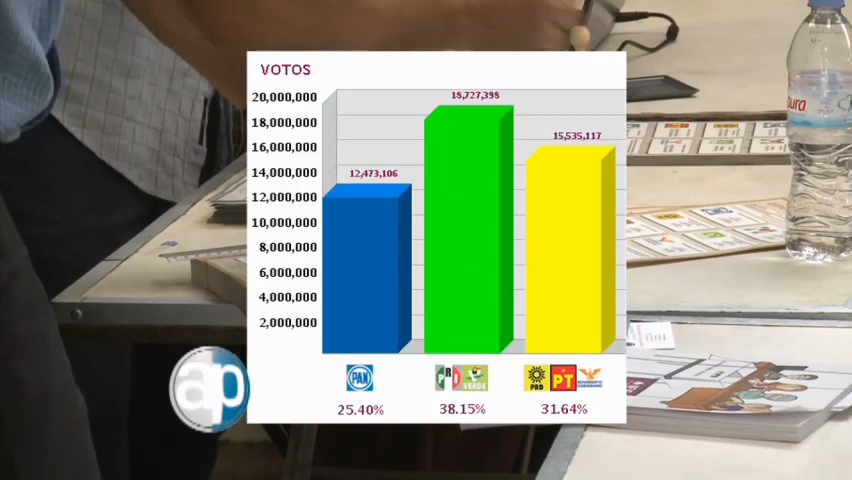 VOTOS
20,000,000
18,000,000
16,000,000
14,000,000
12,000,000
10,000,000
8,000,000
6,000,000
4,000,000
2,000,000
12,473,106
18,727,398
15,535,117
PAN
PRI
VERDE
PRD
PT
25.40%
38.15%
31.64%
ap